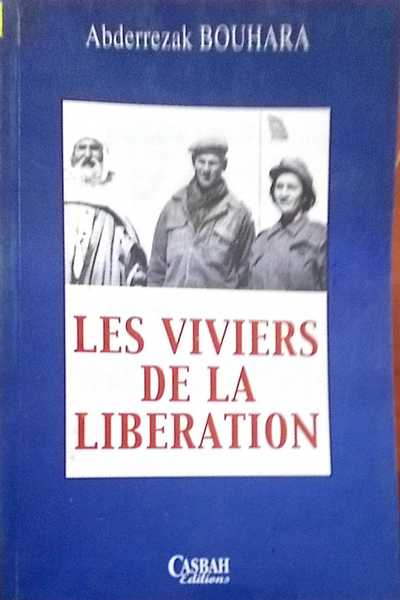 Abderrezak BOUHARA
LES VIVIERS
DE LA
LIBERATION
CASBAH
Editions